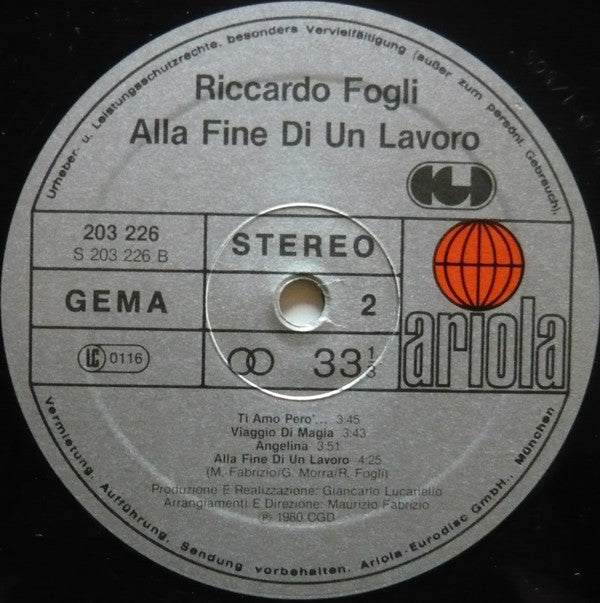 Urheber- u. Leistungsschutzrechte, besonders Vervielfältigung (außer zum persönl. Gebrauch),
Riccardo Fogli
Alla Fine Di Un Lavoro
CGD
203 226
S 203 226 B
STEREO
GEMA
2
LC 0116
33 1/3
ariola
Ti Amo Pero'... 3:45
Viaggio Di Magia 3:43
Angelina 3:51
Alla Fine Di Un Lavoro 4:25
(M. Fabrizio/G. Morra/R. Fogli)
Produzione E Realizzazione: Giancarlo Lucariello
Arrangiamenti E Direzione: Maurizio Fabrizio
℗ 1980 CGD
Vermietung, Aufführung, Sendung vorbehalten. Ariola-Eurodisc GmbH., München